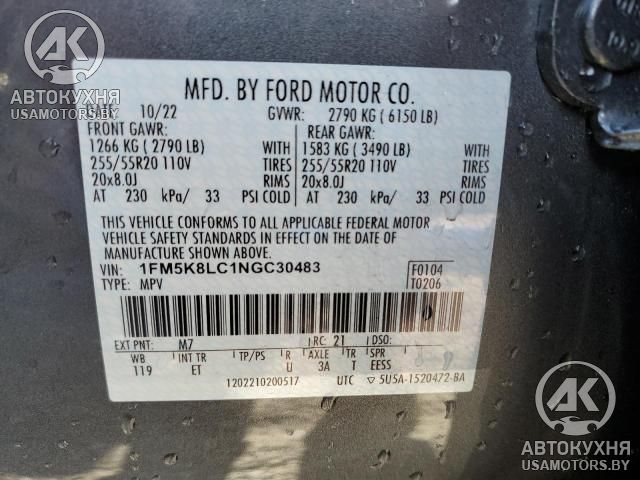 АВТОКУХНЯ
USAMOTORS.BY
MFD. BY FORD MOTOR CO.
10/22 GVWR: 2790 KG ( 6150 LB)
FRONT GAWR: REAR GAWR:
1266 KG ( 2790 LB) WITH 1583 KG ( 3490 LB) WITH
255/55R20 110V TIRES 255/55R20 110V TIRES
20x8.0J RIMS 20x8.0J RIMS
AT 230 kPa/ 33 PSI COLD AT 230 kPa/ 33 PSI COLD
THIS VEHICLE CONFORMS TO ALL APPLICABLE FEDERAL MOTOR
VEHICLE SAFETY STANDARDS IN EFFECT ON THE DATE OF
MANUFACTURE SHOWN ABOVE.
VIN: 1FM5K8LC1NGC30483 F0104
TYPE: MPV T0206
EXT PNT: M7 RC: 21 DSO:
WB INT TR TP/PS R AXLE TR SPR
119 ET U 3A T EESS
1202210200517 UTC ▽ 5U5A-1520472-BA
АВТОКУХНЯ
USAMOTORS.BY